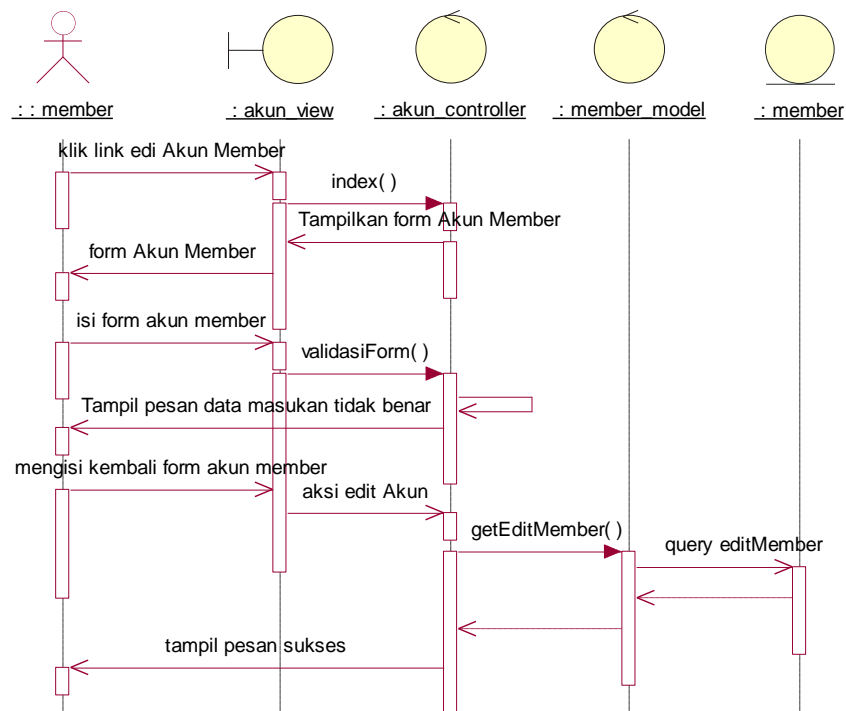 : : member
: akun_view
: akun_controller
: member_model
: member
klik link edi Akun Member
index( )
Tampilkan form Akun Member
form Akun Member
isi form akun member
validasiForm( )
Tampil pesan data masukan tidak benar
mengisi kembali form akun member
aksi edit Akun
getEditMember( )
query editMember
tampil pesan sukses